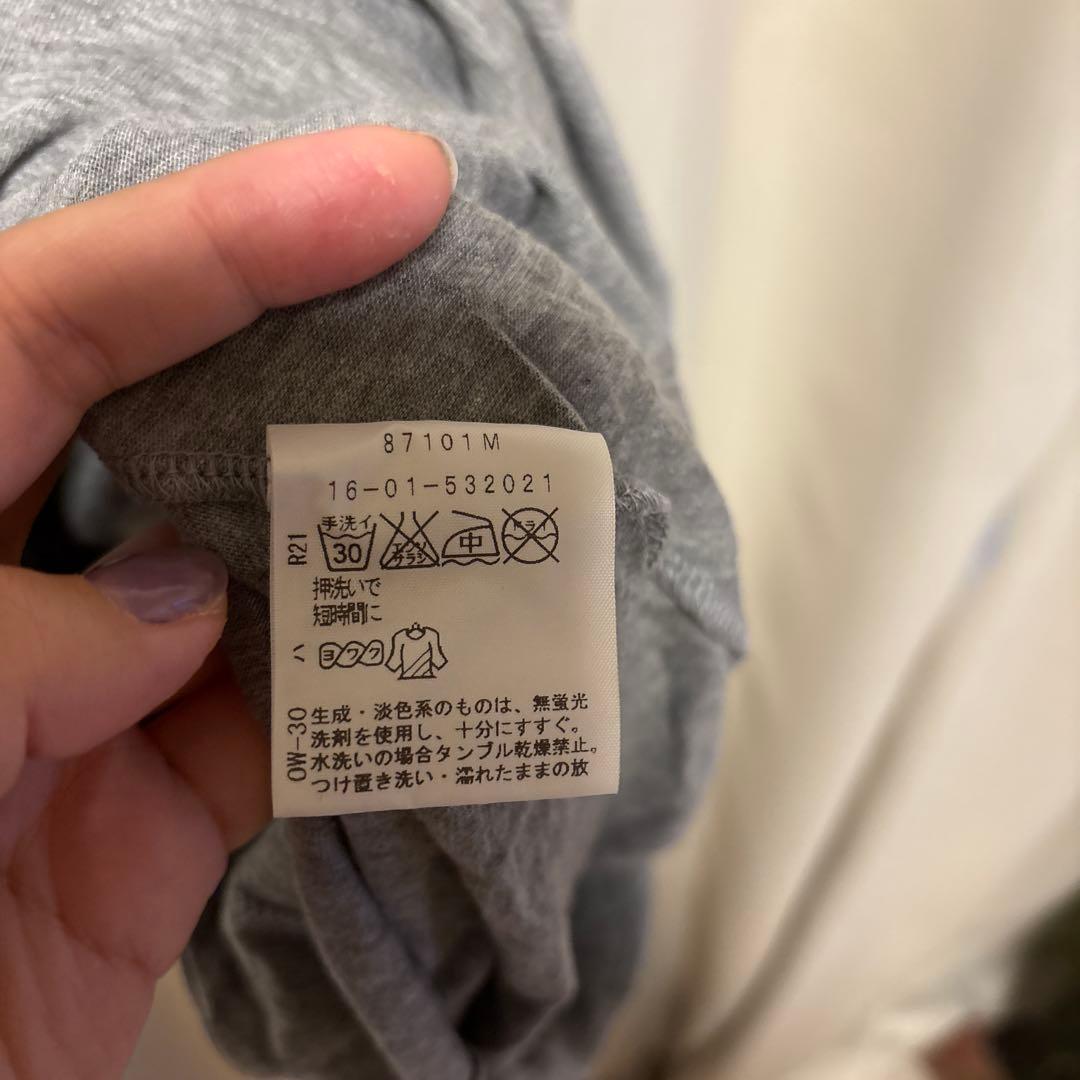 87101M
16-01-532021
R21
手洗イ
30
エンソ
サラシ
中
ドライ
押洗いで
短時間に
ヨワク
OW-30
生成・淡色系のものは、無蛍光
洗剤を使用し、十分にすすぐ。
水洗いの場合タンブル乾燥禁止。
つけ置き洗い・濡れたままの放